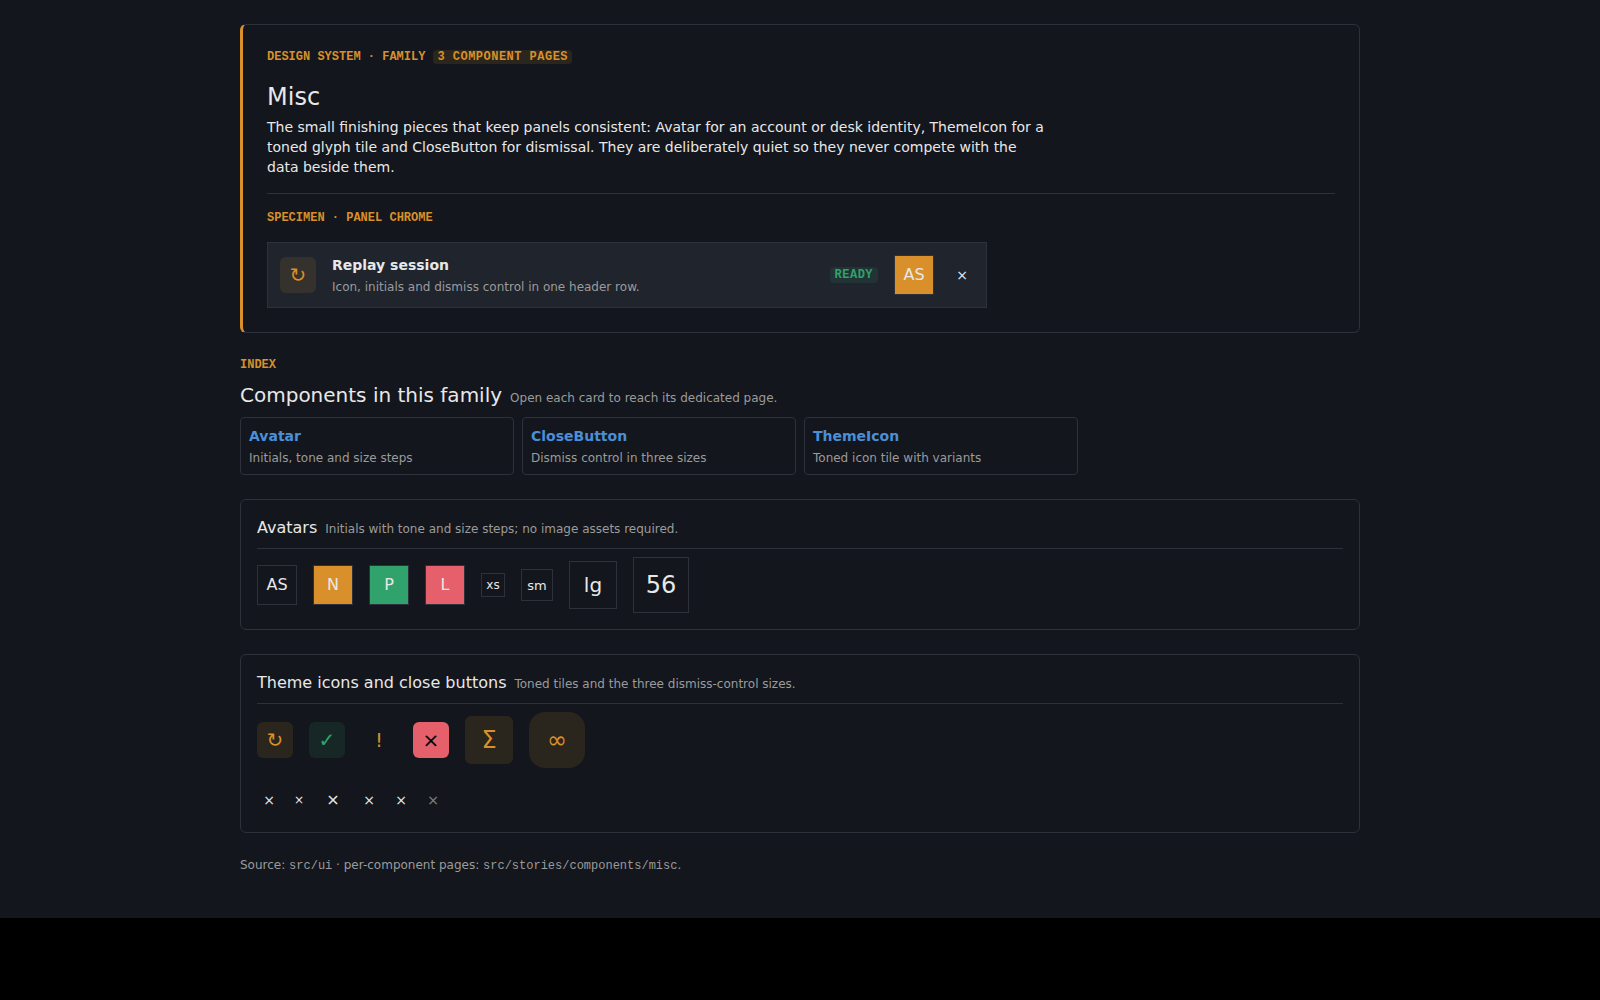 DESIGN SYSTEM · FAMILY 3 COMPONENT PAGES
Misc
The small finishing pieces that keep panels consistent: Avatar for an account or desk identity, ThemeIcon for a
toned glyph tile and CloseButton for dismissal. They are deliberately quiet so they never compete with the
data beside them.
SPECIMEN · PANEL CHROME
↻ Replay session READY AS ×
Icon, initials and dismiss control in one header row.
INDEX
Components in this family Open each card to reach its dedicated page.
Avatar CloseButton ThemeIcon
Initials, tone and size steps Dismiss control in three sizes Toned icon tile with variants
Avatars Initials with tone and size steps; no image assets required.
AS N P L xs sm lg 56
Theme icons and close buttons Toned tiles and the three dismiss-control sizes.
↻ ✓ ! × Σ ∞
× × × × × ×
Source: src/ui · per-component pages: src/stories/components/misc.